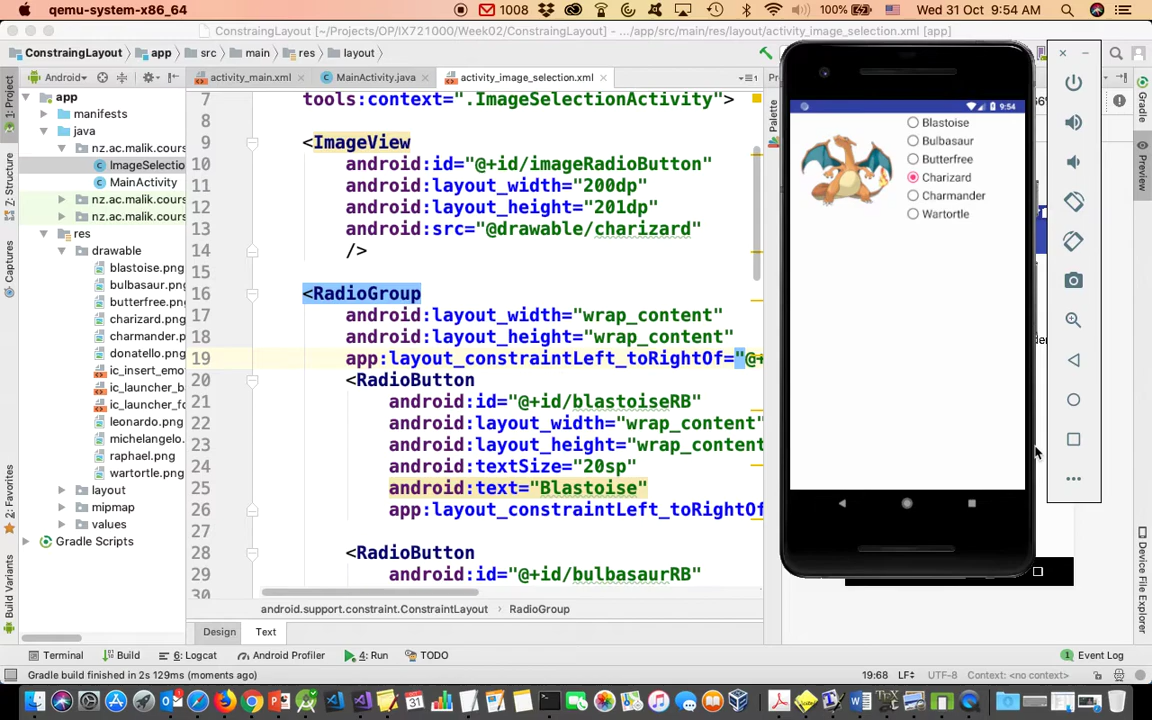 qemu-system-x86_64 1008 100% Wed 31 Oct 9:54 AM
ConstraingLayout [~/Projects/OP/IX721000/Week02/ConstraingLayout] - .../app/src/main/res/layout/activity_image_selection.xml [app]
ConstraingLayout app src main res layout
Android activity_main.xml MainActivity.java activity_image_selection.xml
1: Project
7: Structure
Captures
2: Favorites
Build Variants
app
manifests
java
nz.ac.malik.cours
ImageSelectio
MainActivity
nz.ac.malik.cours
nz.ac.malik.cours
res
drawable
blastoise.png
bulbasaur.png
butterfree.png
charizard.png
charmander.p
donatello.png
ic_insert_emo
ic_launcher_b
ic_launcher_fo
leonardo.png
michelangelo.
raphael.png
wartortle.png
layout
mipmap
values
Gradle Scripts
7 tools:context=".ImageSelectionActivity">
8
9 <ImageView
10 android:id="@+id/imageRadioButton"
11 android:layout_width="200dp"
12 android:layout_height="201dp"
13 android:src="@drawable/charizard"
14 />
15
16 <RadioGroup
17 android:layout_width="wrap_content"
18 android:layout_height="wrap_content"
19 app:layout_constraintLeft_toRightOf="@+
20 <RadioButton
21 android:id="@+id/blastoiseRB"
22 android:layout_width="wrap_content"
23 android:layout_height="wrap_content
24 android:textSize="20sp"
25 android:text="Blastoise"
26 app:layout_constraintLeft_toRightOf
27
28 <RadioButton
29 android:id="@+id/bulbasaurRB"
30
android.support.constraint.ConstraintLayout RadioGroup
Design Text
Palette
9:54
Blastoise
Bulbasaur
Butterfree
Charizard
Charmander
Wartortle
Gradle
Preview
Device File Explorer
Terminal Build 6: Logcat Android Profiler 4: Run TODO Event Log
Gradle build finished in 2s 129ms (moments ago) 19:68 LF UTF-8 Context: <no context>